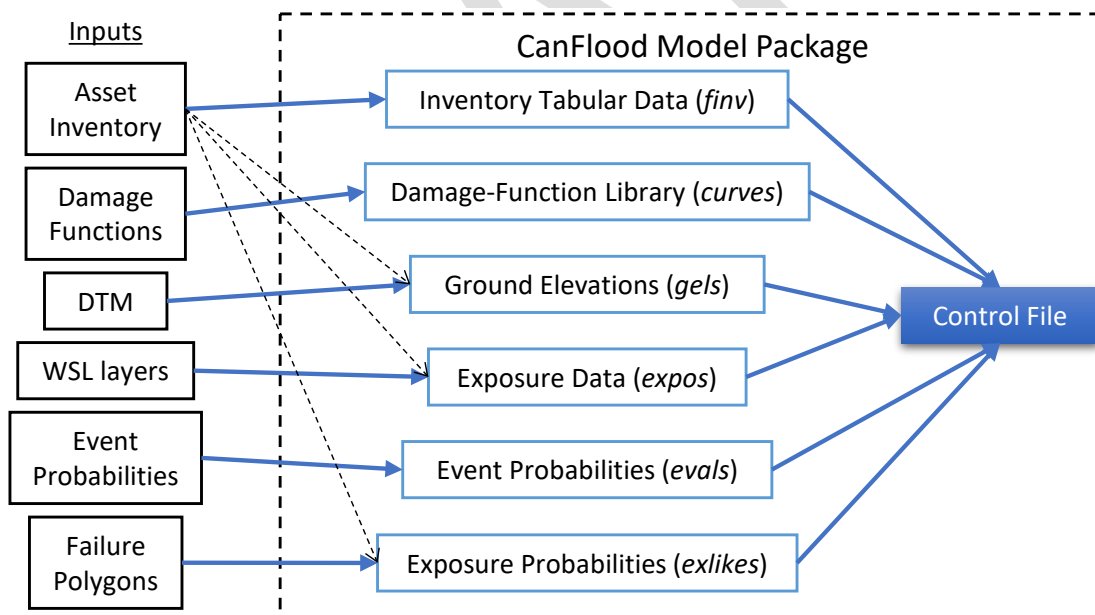 Inputs
CanFlood Model Package
Asset
Inventory
Inventory Tabular Data (finv)
Damage
Functions
Damage-Function Library (curves)
DTM
Ground Elevations (gels)
Control File
WSL layers
Exposure Data (expos)
Event
Probabilities
Event Probabilities (evals)
Failure
Polygons
Exposure Probabilities (exlikes)